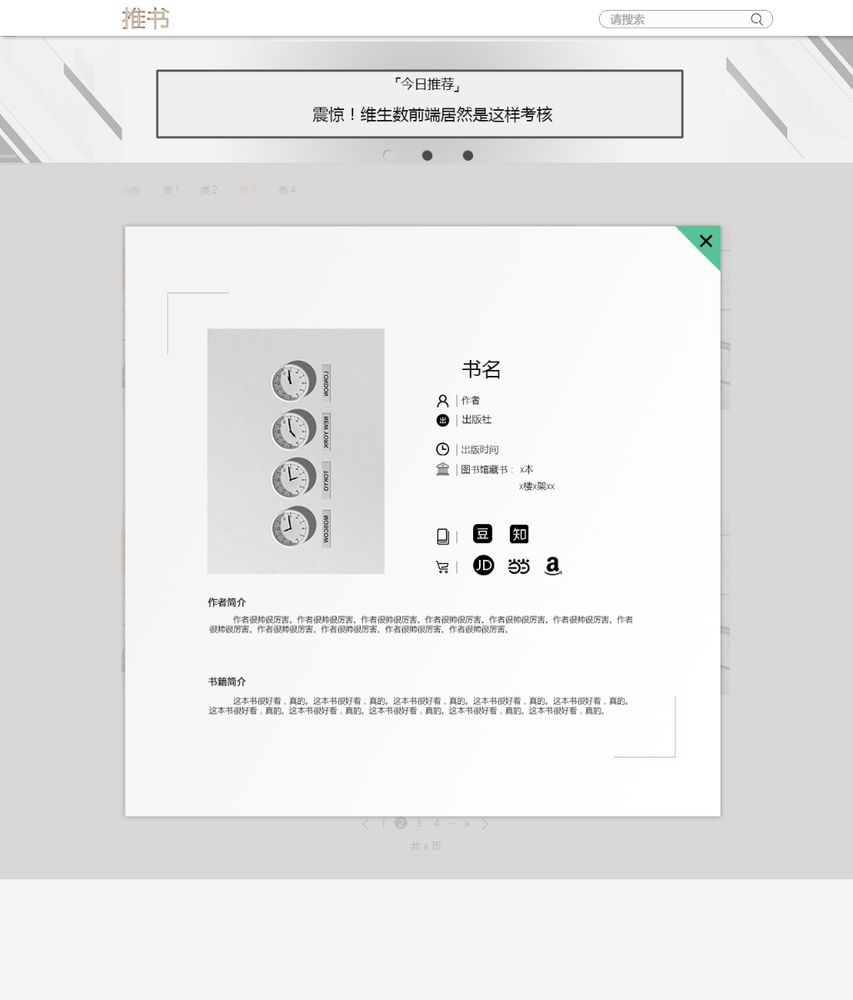 推书
请搜索
「今日推荐」
震惊！维生数前端居然是这样考核
分类 类 1 类 2 类 3 类 4
LONDON
NEW YORK
TOKYO
MOSCOW
书名
作者
出 出版社
出版时间
图书馆藏书： x本
x楼x架xx
豆 知
JD 当当 a
作者简介
作者很帅很厉害。作者很帅很厉害。作者很帅很厉害。作者很帅很厉害。作者很帅很厉害。作者很帅很厉害。作者
很帅很厉害。作者很帅很厉害。作者很帅很厉害。作者很帅很厉害。作者很帅很厉害。
书籍简介
这本书很好看，真的。这本书很好看，真的。这本书很好看，真的。这本书很好看，真的。这本书很好看，真的。
这本书很好看，真的。这本书很好看，真的。这本书很好看，真的。这本书很好看，真的。这本书很好看，真的。
1 2 3 4 ··· x
共 x 页